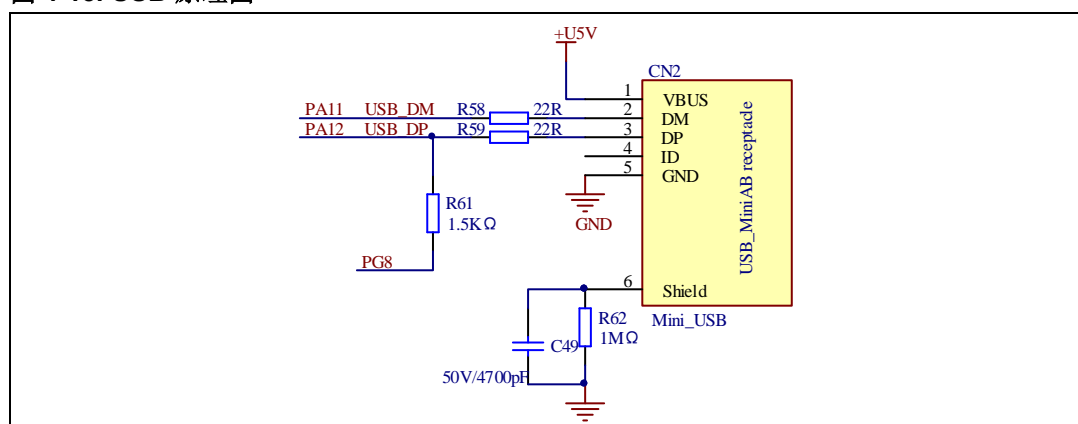 +U5V
CN2
1 VBUS
PA11 USB_DM R58 22R 2 DM
PA12 USB_DP R59 22R 3 DP
4 ID
5 GND
USB_MiniAB receptacle
R61
1.5KΩ
GND
PG8
6 Shield
Mini_USB
R62
1MΩ
C49
50V/4700pF